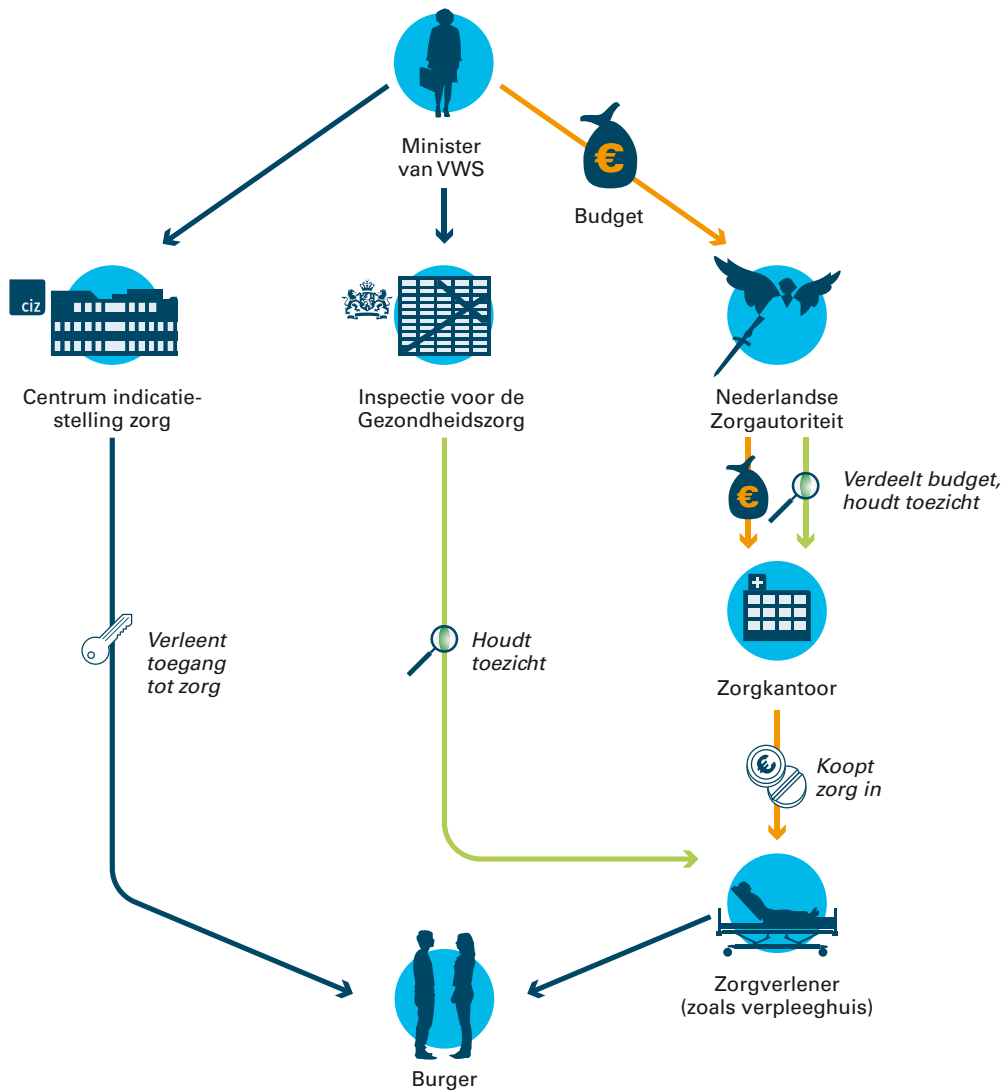 Minister
van VWS
€
Budget
ciz
Centrum indicatie-
stelling zorg
Inspectie voor de
Gezondheidszorg
Nederlandse
Zorgautoriteit
€
Verdeelt budget,
houdt toezicht
Verleent
toegang
tot zorg
Houdt
toezicht
Zorgkantoor
€
Koopt
zorg in
Zorgverlener
(zoals verpleeghuis)
Burger